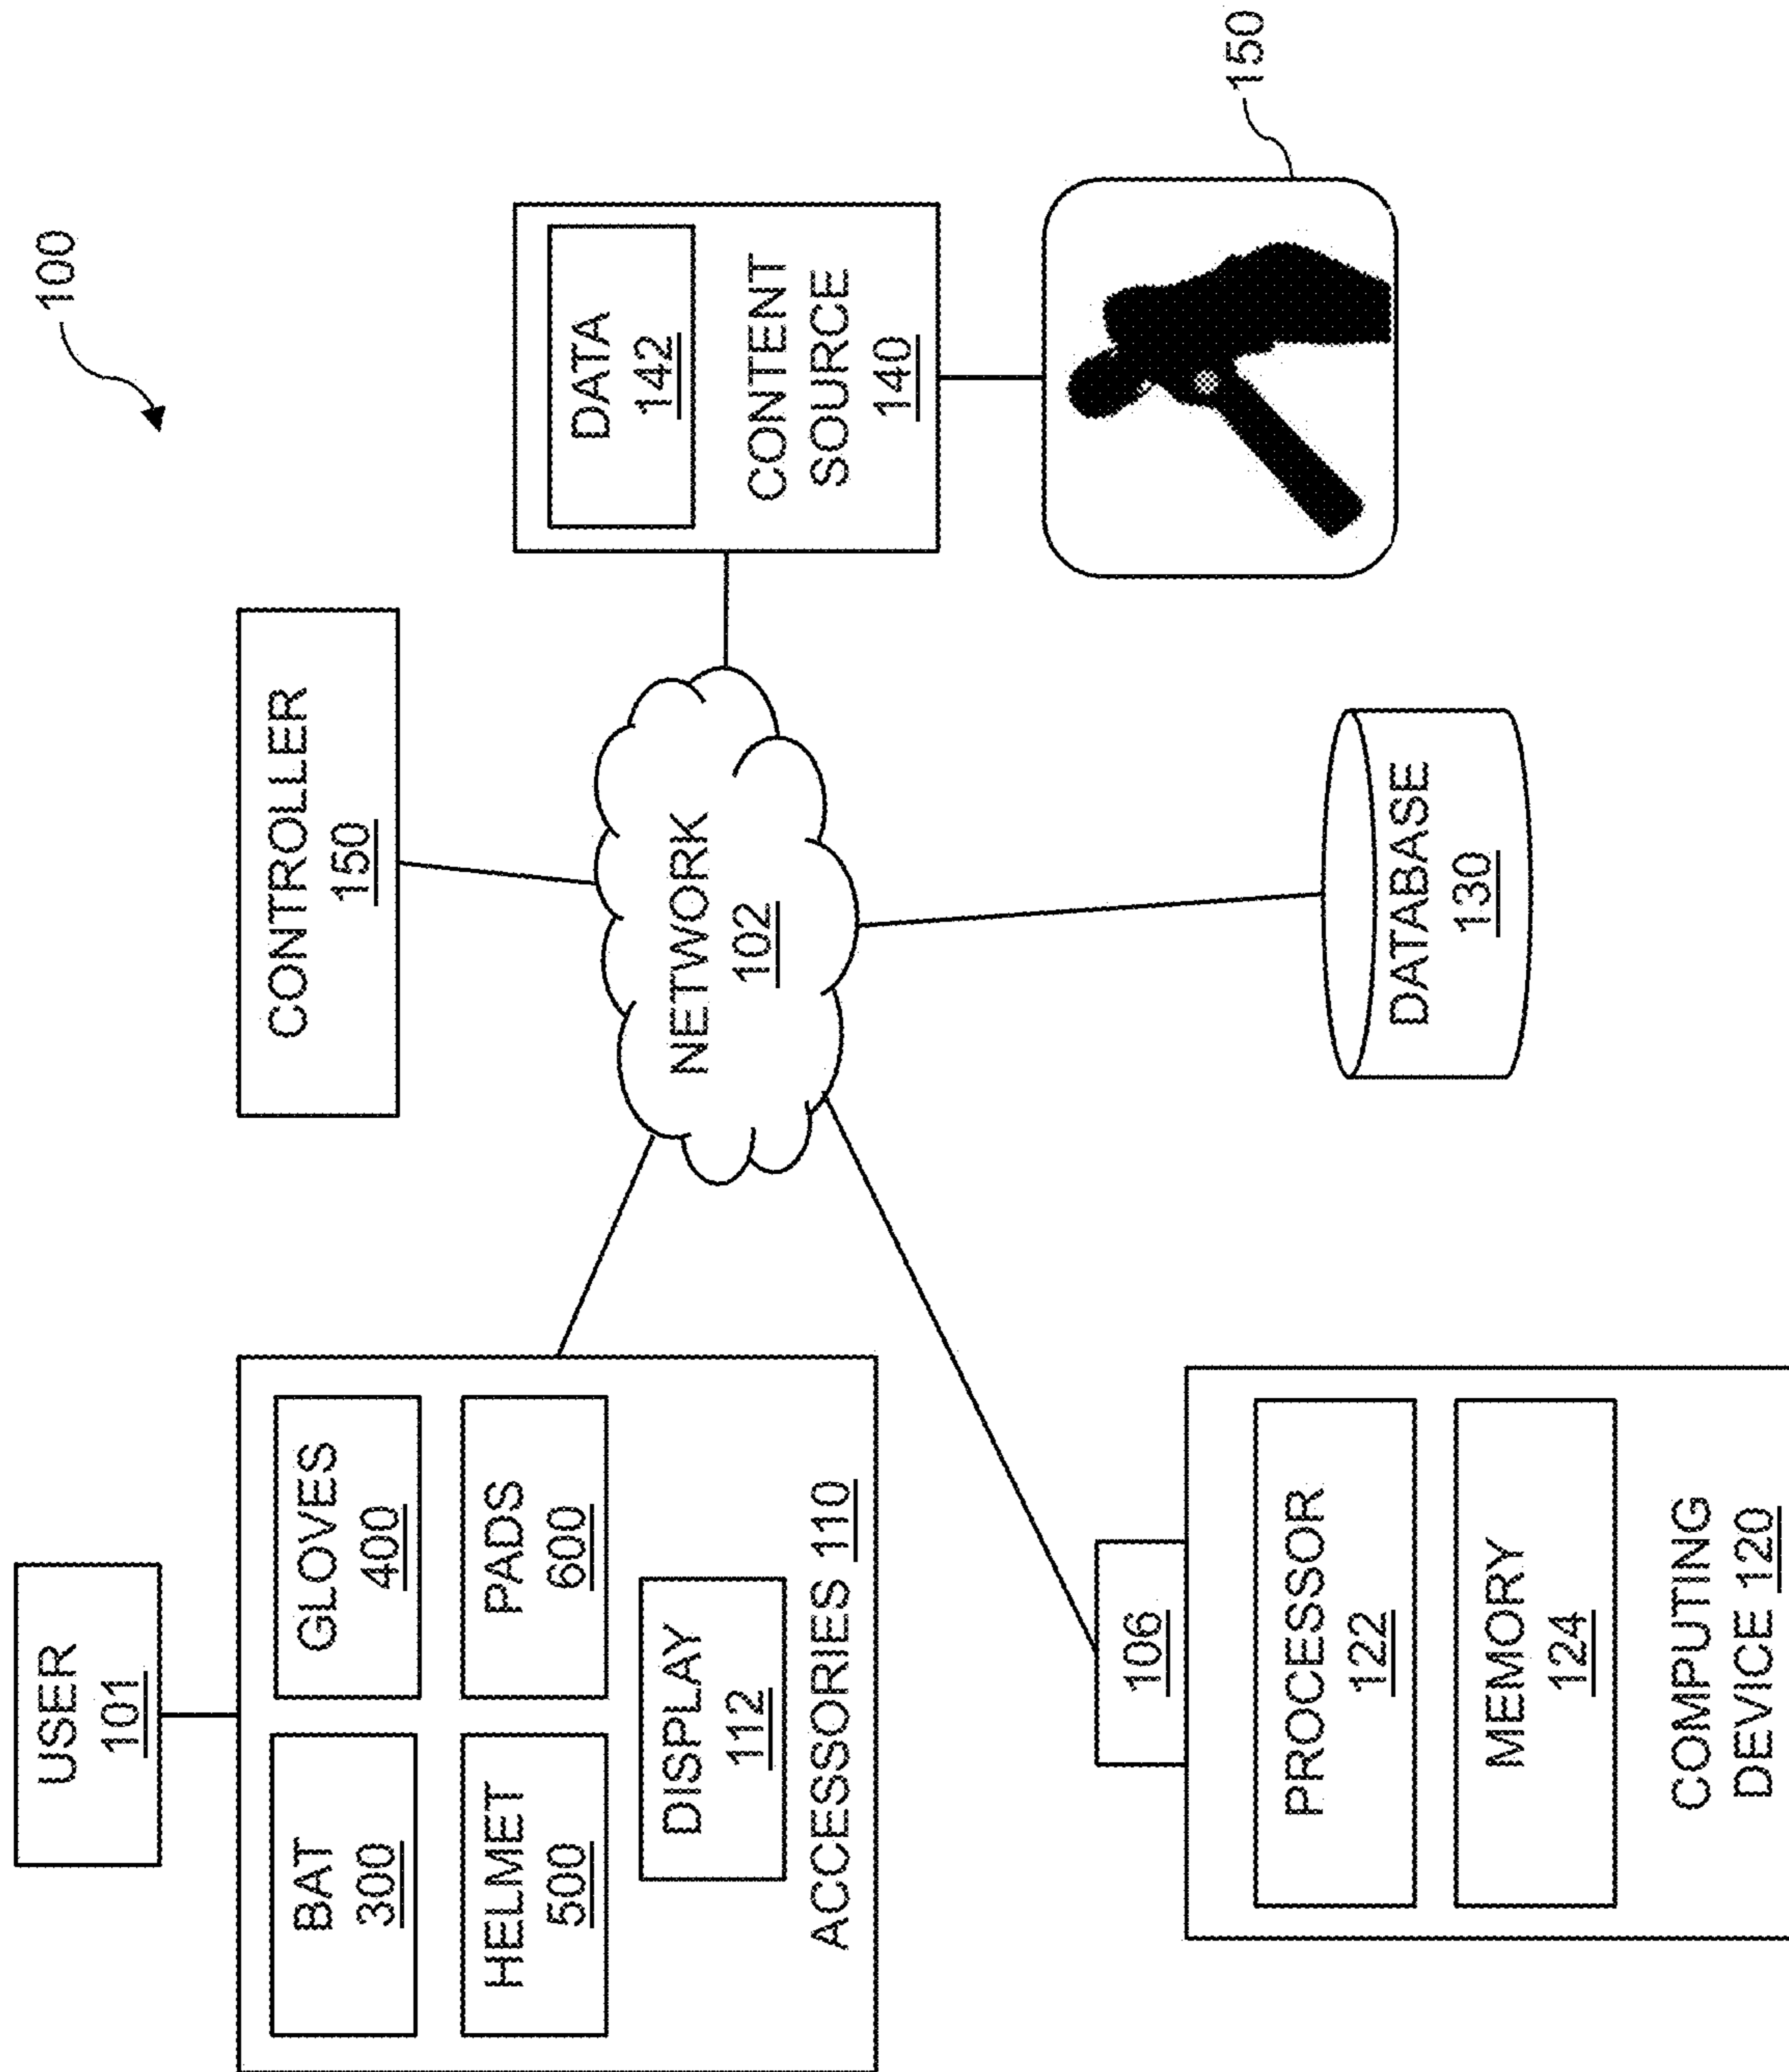 100
USER
101
BAT
300
GLOVES
400
HELMET
500
PADS
600
DISPLAY
112
ACCESSORIES 110
CONTROLLER
150
NETWORK
102
DATA
142
CONTENT
SOURCE
140
150
106
PROCESSOR
122
MEMORY
124
COMPUTING
DEVICE 120
DATABASE
130